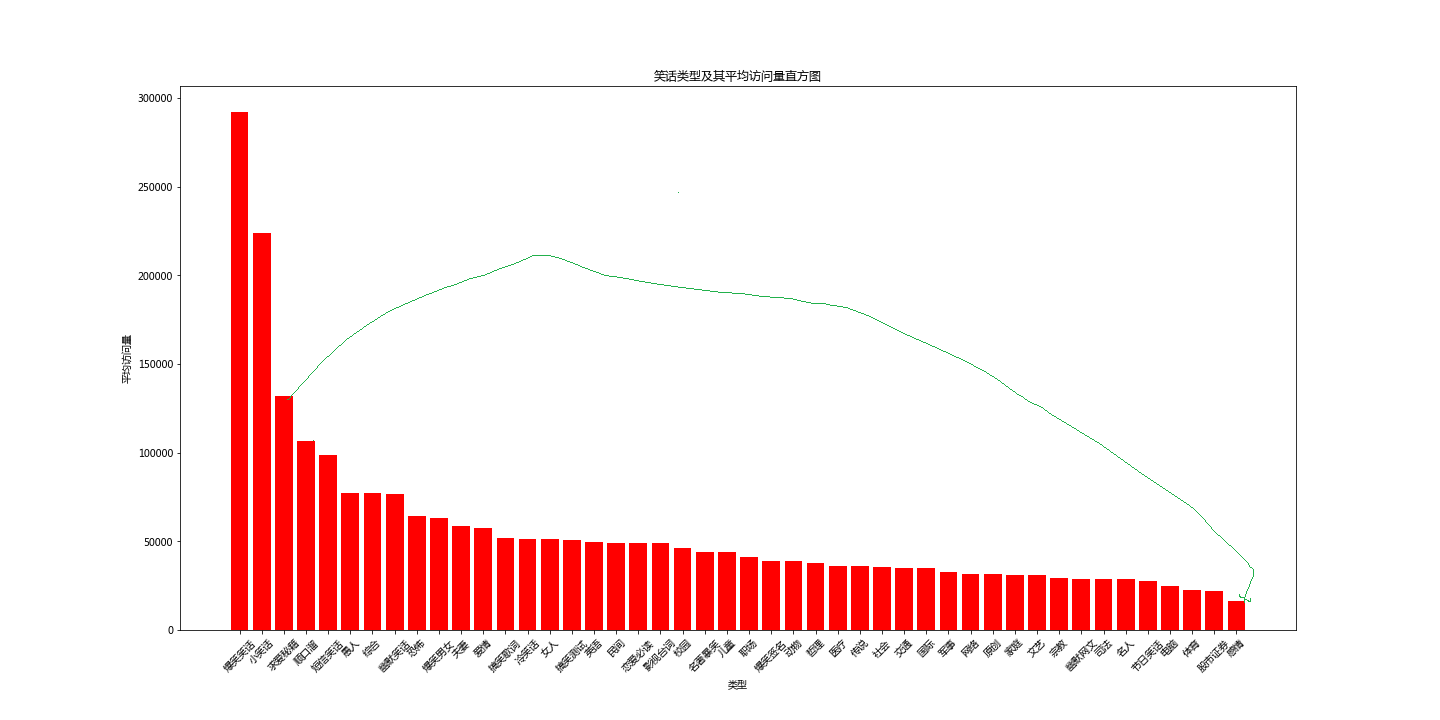 笑话类型及其平均访问量直方图
300000
250000
200000
150000
100000
50000
0
平均访问量
爆笑笑话
小笑话
求爱秘籍
顺口溜
短信笑话
愚人
综合
幽默笑话
恐怖
爆笑男女
夫妻
爱情
搞笑歌词
冷笑话
女人
搞笑测试
英语
民间
恋爱必读
影视台词
校园
名著暴笑
儿童
职场
爆笑签名
动物
哲理
医疗
传说
社会
交通
国际
军事
网络
原创
家庭
文艺
宗教
幽默网文
司法
名人
节日笑话
电脑
体育
股市证券
类型